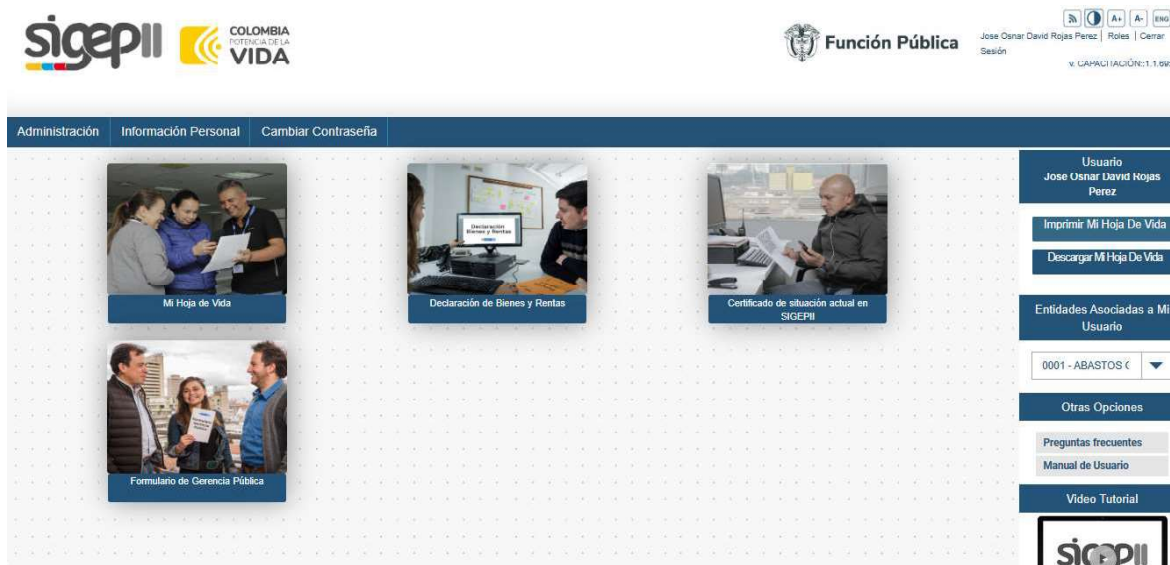 sigepII
COLOMBIA
POTENCIA DE LA
VIDA
Función Pública
A+ A- ENG
Jose Osnar David Rojas Perez | Roles | Cerrar
Sesión
v. CAPACITACIÓN::1.1.69
Administración Información Personal Cambiar Contraseña
Declaración
Bienes y Rentas
Mi Hoja de Vida
Declaración de Bienes y Rentas
Certificado de situación actual en
SIGEPII
Formulario de Gerencia Pública
Usuario
Jose Osnar David Rojas
Perez
Imprimir Mi Hoja De Vida
Descargar Mi Hoja De Vida
Entidades Asociadas a Mi
Usuario
0001 - ABASTOS
Otras Opciones
Preguntas frecuentes
Manual de Usuario
Video Tutorial
sigepII